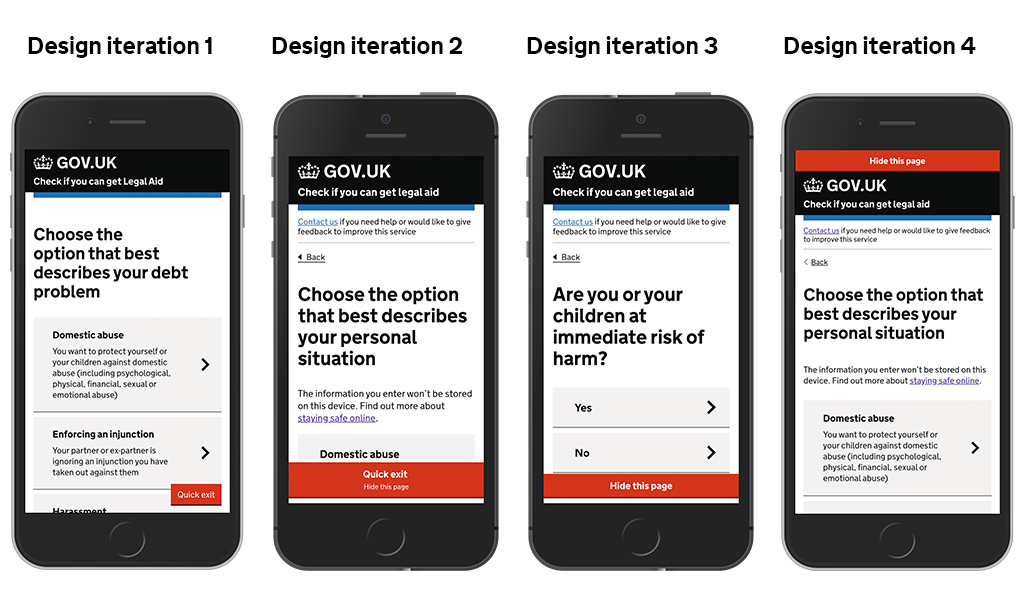 Design iteration 1
GOV.UK
Check if you can get Legal Aid
Choose the
option that best
describes your debt
problem
Domestic abuse
You want to protect yourself or
your children against domestic
abuse (including psychological,
physical, financial, sexual or
emotional abuse)
Enforcing an injunction
Your partner or ex-partner is
ignoring an injunction you have
taken out against them
Quick exit
Harassment
Design iteration 2
GOV.UK
Check if you can get legal aid
Contact us if you need help or would like to give
feedback to improve this service
Back
Choose the option
that best describes
your personal
situation
The information you enter won't be stored
on this device. Find out more about
staying safe online.
Domestic abuse
Quick exit
Hide this page
Design iteration 3
GOV.UK
Check if you can get legal aid
Contact us if you need help or would like to give
feedback to improve this service
Back
Are you or your
children at
immediate risk of
harm?
Yes
No
Hide this page
Design iteration 4
Hide this page
GOV.UK
Check if you can get legal aid
Contact us if you need help or would like to give feedback
to improve this service
Back
Choose the option that
best describes your
personal situation
The information you enter won't be stored on this
device. Find out more about staying safe online.
Domestic abuse
You want to protect yourself or
your children against domestic
abuse (including psychological,
physical, financial, sexual or
emotional abuse)